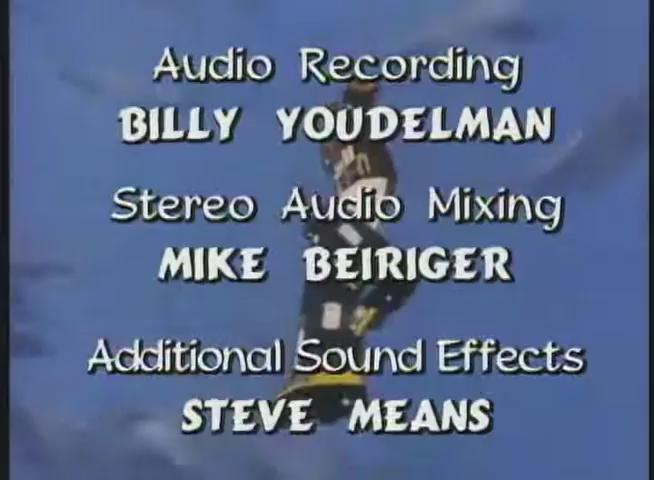 Audio Recording
BILLY YOUDELMAN
Stereo Audio Mixing
MIKE BEIRIGER
Additional Sound Effects
STEVE MEANS